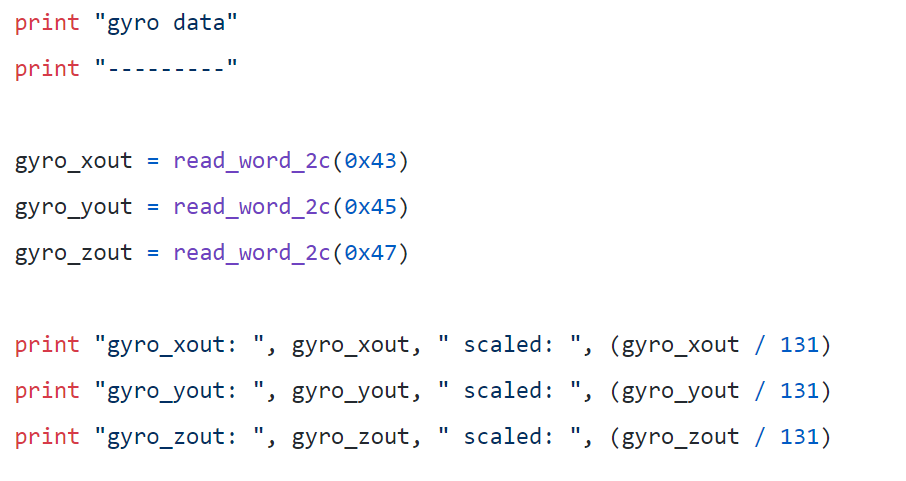 print "gyro data"
print "---------"
gyro_xout = read_word_2c(0x43)
gyro_yout = read_word_2c(0x45)
gyro_zout = read_word_2c(0x47)
print "gyro_xout: ", gyro_xout, " scaled: ", (gyro_xout / 131)
print "gyro_yout: ", gyro_yout, " scaled: ", (gyro_yout / 131)
print "gyro_zout: ", gyro_zout, " scaled: ", (gyro_zout / 131)